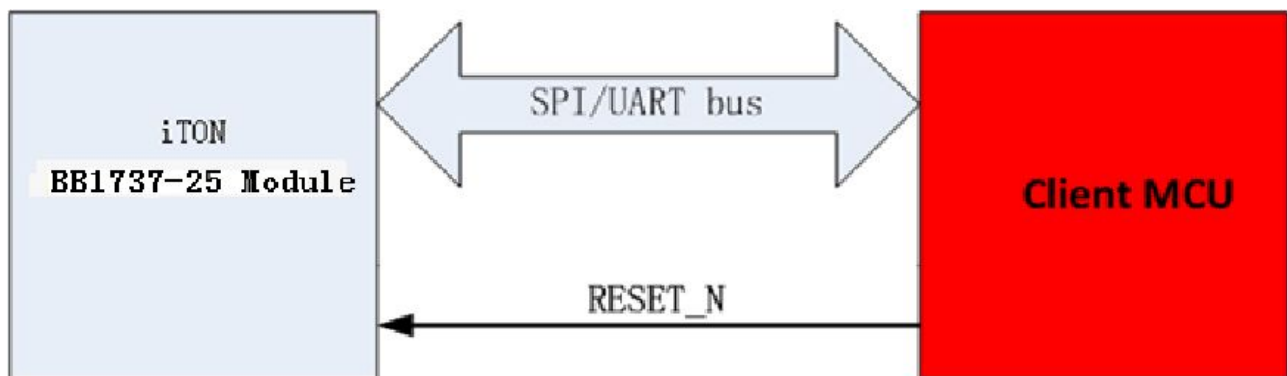 iTON
BB1737-25 Module
SPI/UART bus
Client MCU
RESET_N